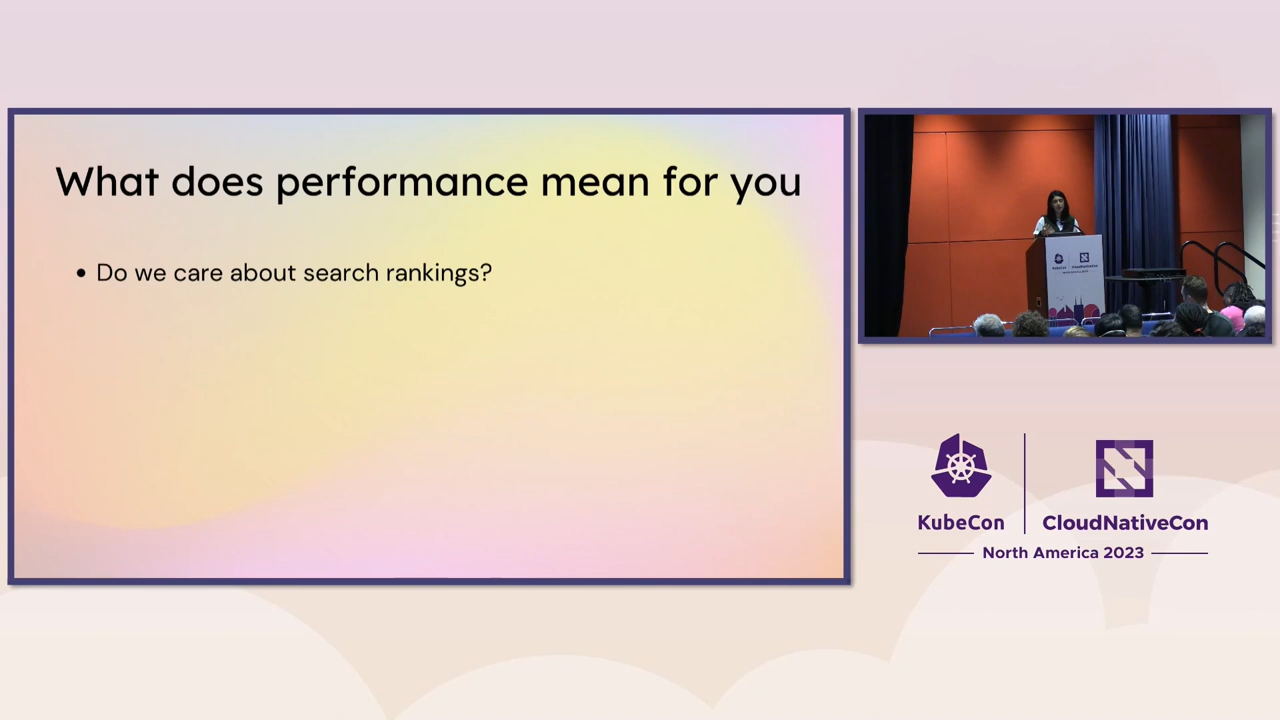 What does performance mean for you
• Do we care about search rankings?
KubeCon
CloudNativeCon
North America 2023